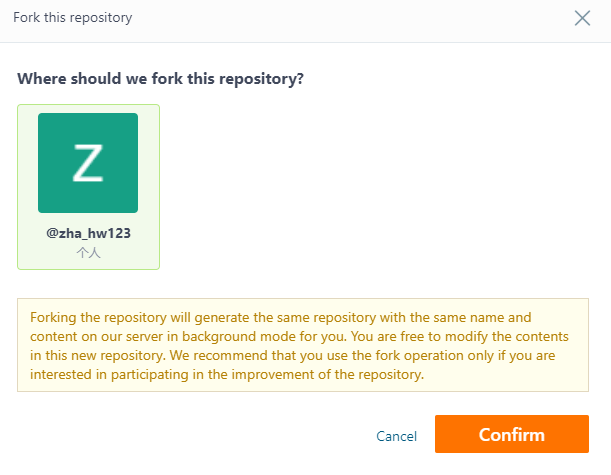 Fork this repository
Where should we fork this repository?
Z
@zha_hw123
个人
Forking the repository will generate the same repository with the same name and
content on our server in background mode for you. You are free to modify the contents
in this new repository. We recommend that you use the fork operation only if you are
interested in participating in the improvement of the repository.
Cancel
Confirm